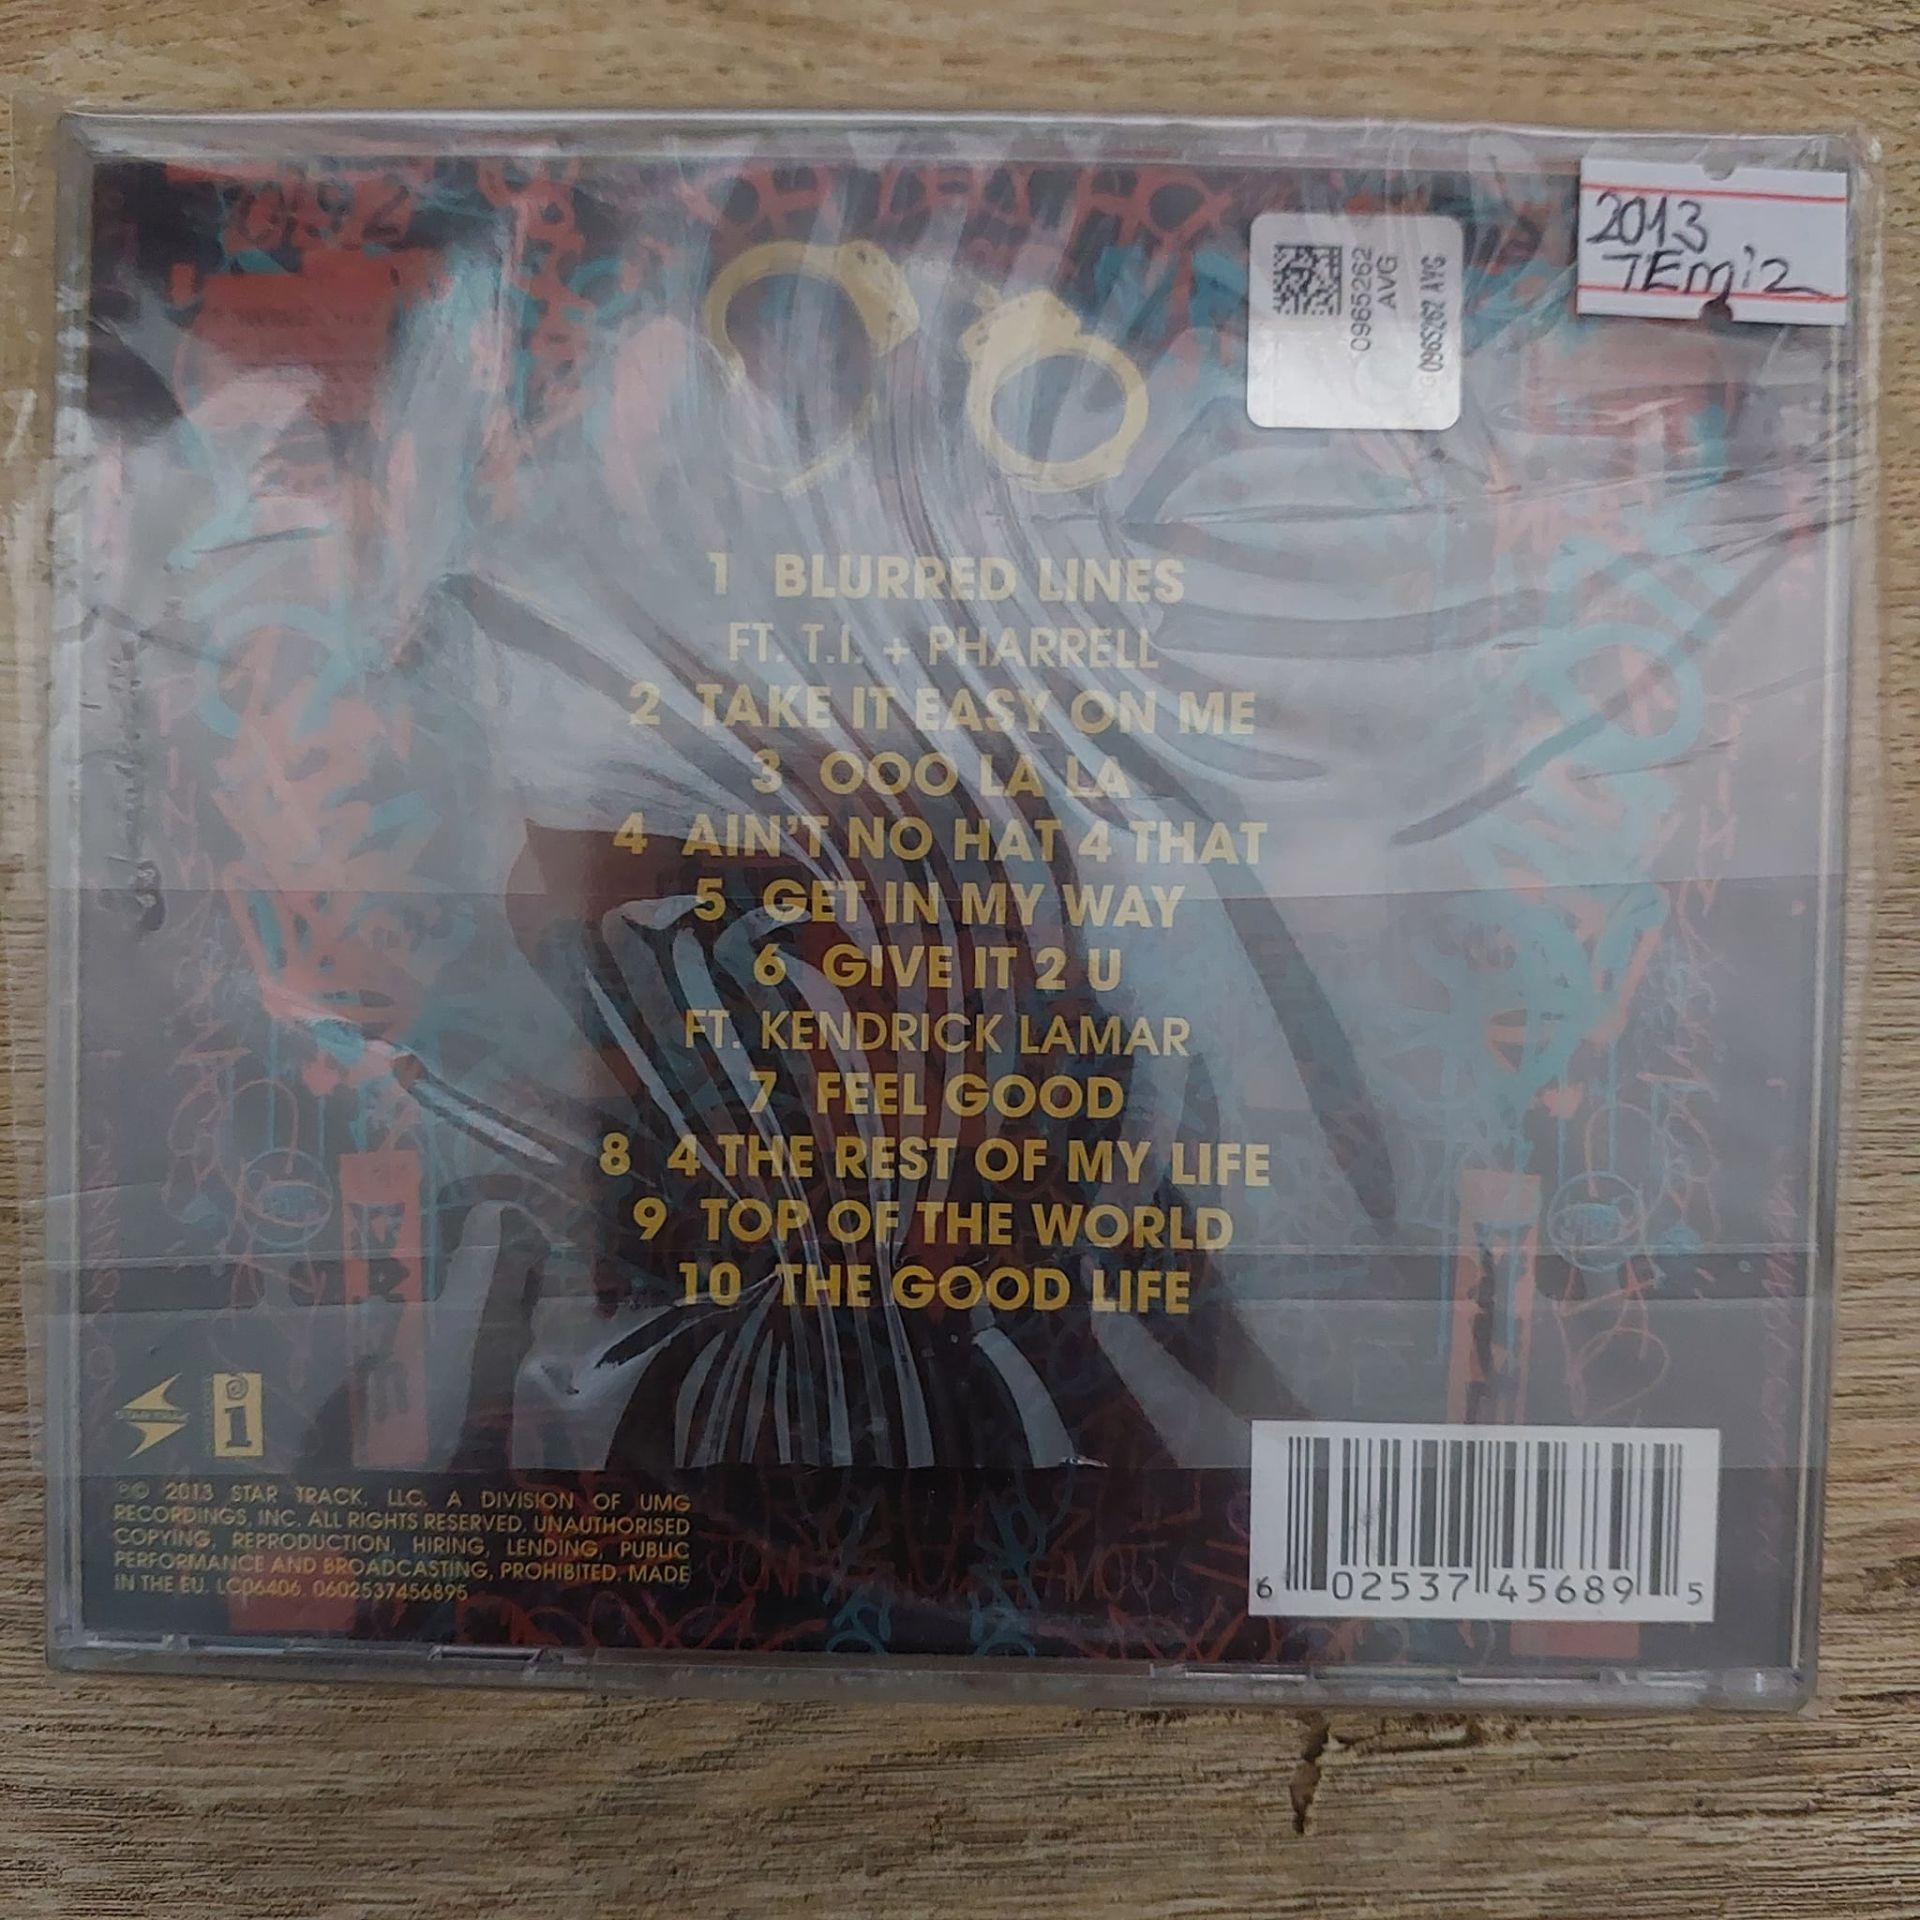 2013
TEMiz
0965262
AVG
0965262 AVG
1 BLURRED LINES
FT. T.I. + PHARRELL
2 TAKE IT EASY ON ME
3 OOO LA LA
4 AIN'T NO HAT 4 THAT
5 GET IN MY WAY
6 GIVE IT 2 U
FT. KENDRICK LAMAR
7 FEEL GOOD
8 4 THE REST OF MY LIFE
9 TOP OF THE WORLD
10 THE GOOD LIFE
STAR TRAK
i
℗© 2013 STAR TRACK, LLC. A DIVISION OF UMG
RECORDINGS, INC. ALL RIGHTS RESERVED. UNAUTHORISED
COPYING, REPRODUCTION, HIRING, LENDING, PUBLIC
PERFORMANCE AND BROADCASTING, PROHIBITED. MADE
IN THE EU. LC06406. 0602537456895
6 02537 45689 5